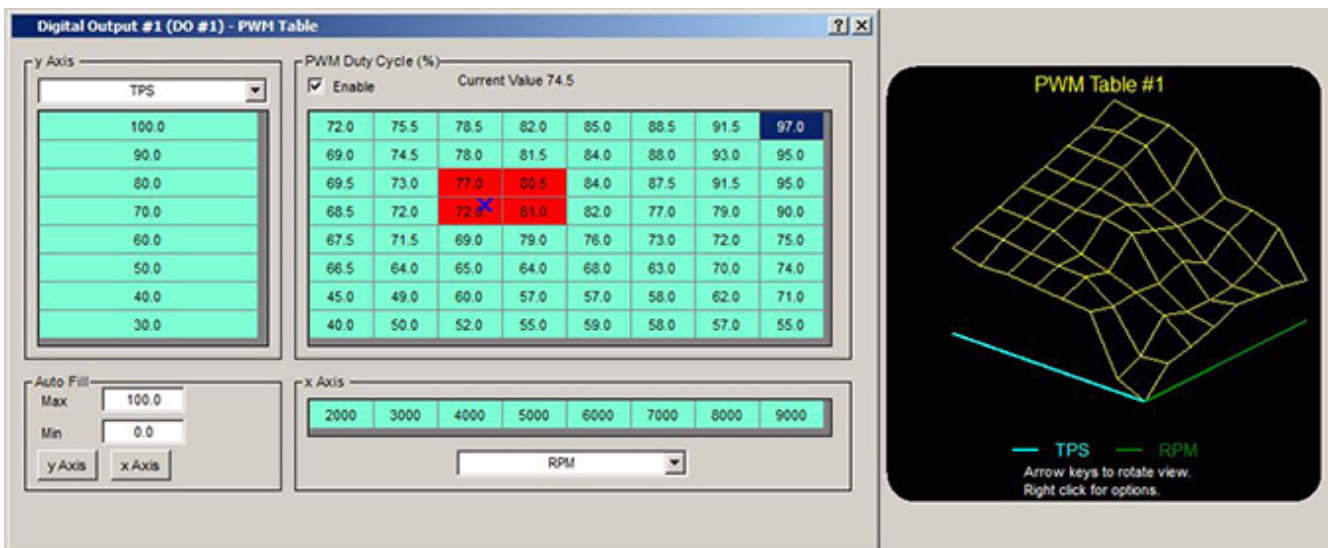 Digital Output #1 (DO #1) - PWM Table
y Axis
TPS
100.0
90.0
80.0
70.0
60.0
50.0
40.0
30.0
PWM Duty Cycle (%)
Enable
Current Value 74.5
72.0 75.5 78.5 82.0 85.0 88.5 91.5 97.0
69.0 74.5 78.0 81.5 84.0 88.0 93.0 95.0
69.5 73.0 77.0 80.5 84.0 87.5 91.5 95.0
68.5 72.0 81.0 82.0 77.0 79.0 90.0
67.5 71.5 69.0 79.0 76.0 73.0 72.0 75.0
66.5 64.0 65.0 64.0 68.0 63.0 70.0 74.0
45.0 49.0 60.0 57.0 57.0 58.0 62.0 71.0
40.0 50.0 52.0 55.0 59.0 58.0 57.0 55.0
Auto Fill
Max 100.0
Min 0.0
y Axis x Axis
x Axis
2000 3000 4000 5000 6000 7000 8000 9000
RPM
PWM Table #1
TPS RPM
Arrow keys to rotate view.
Right click for options.